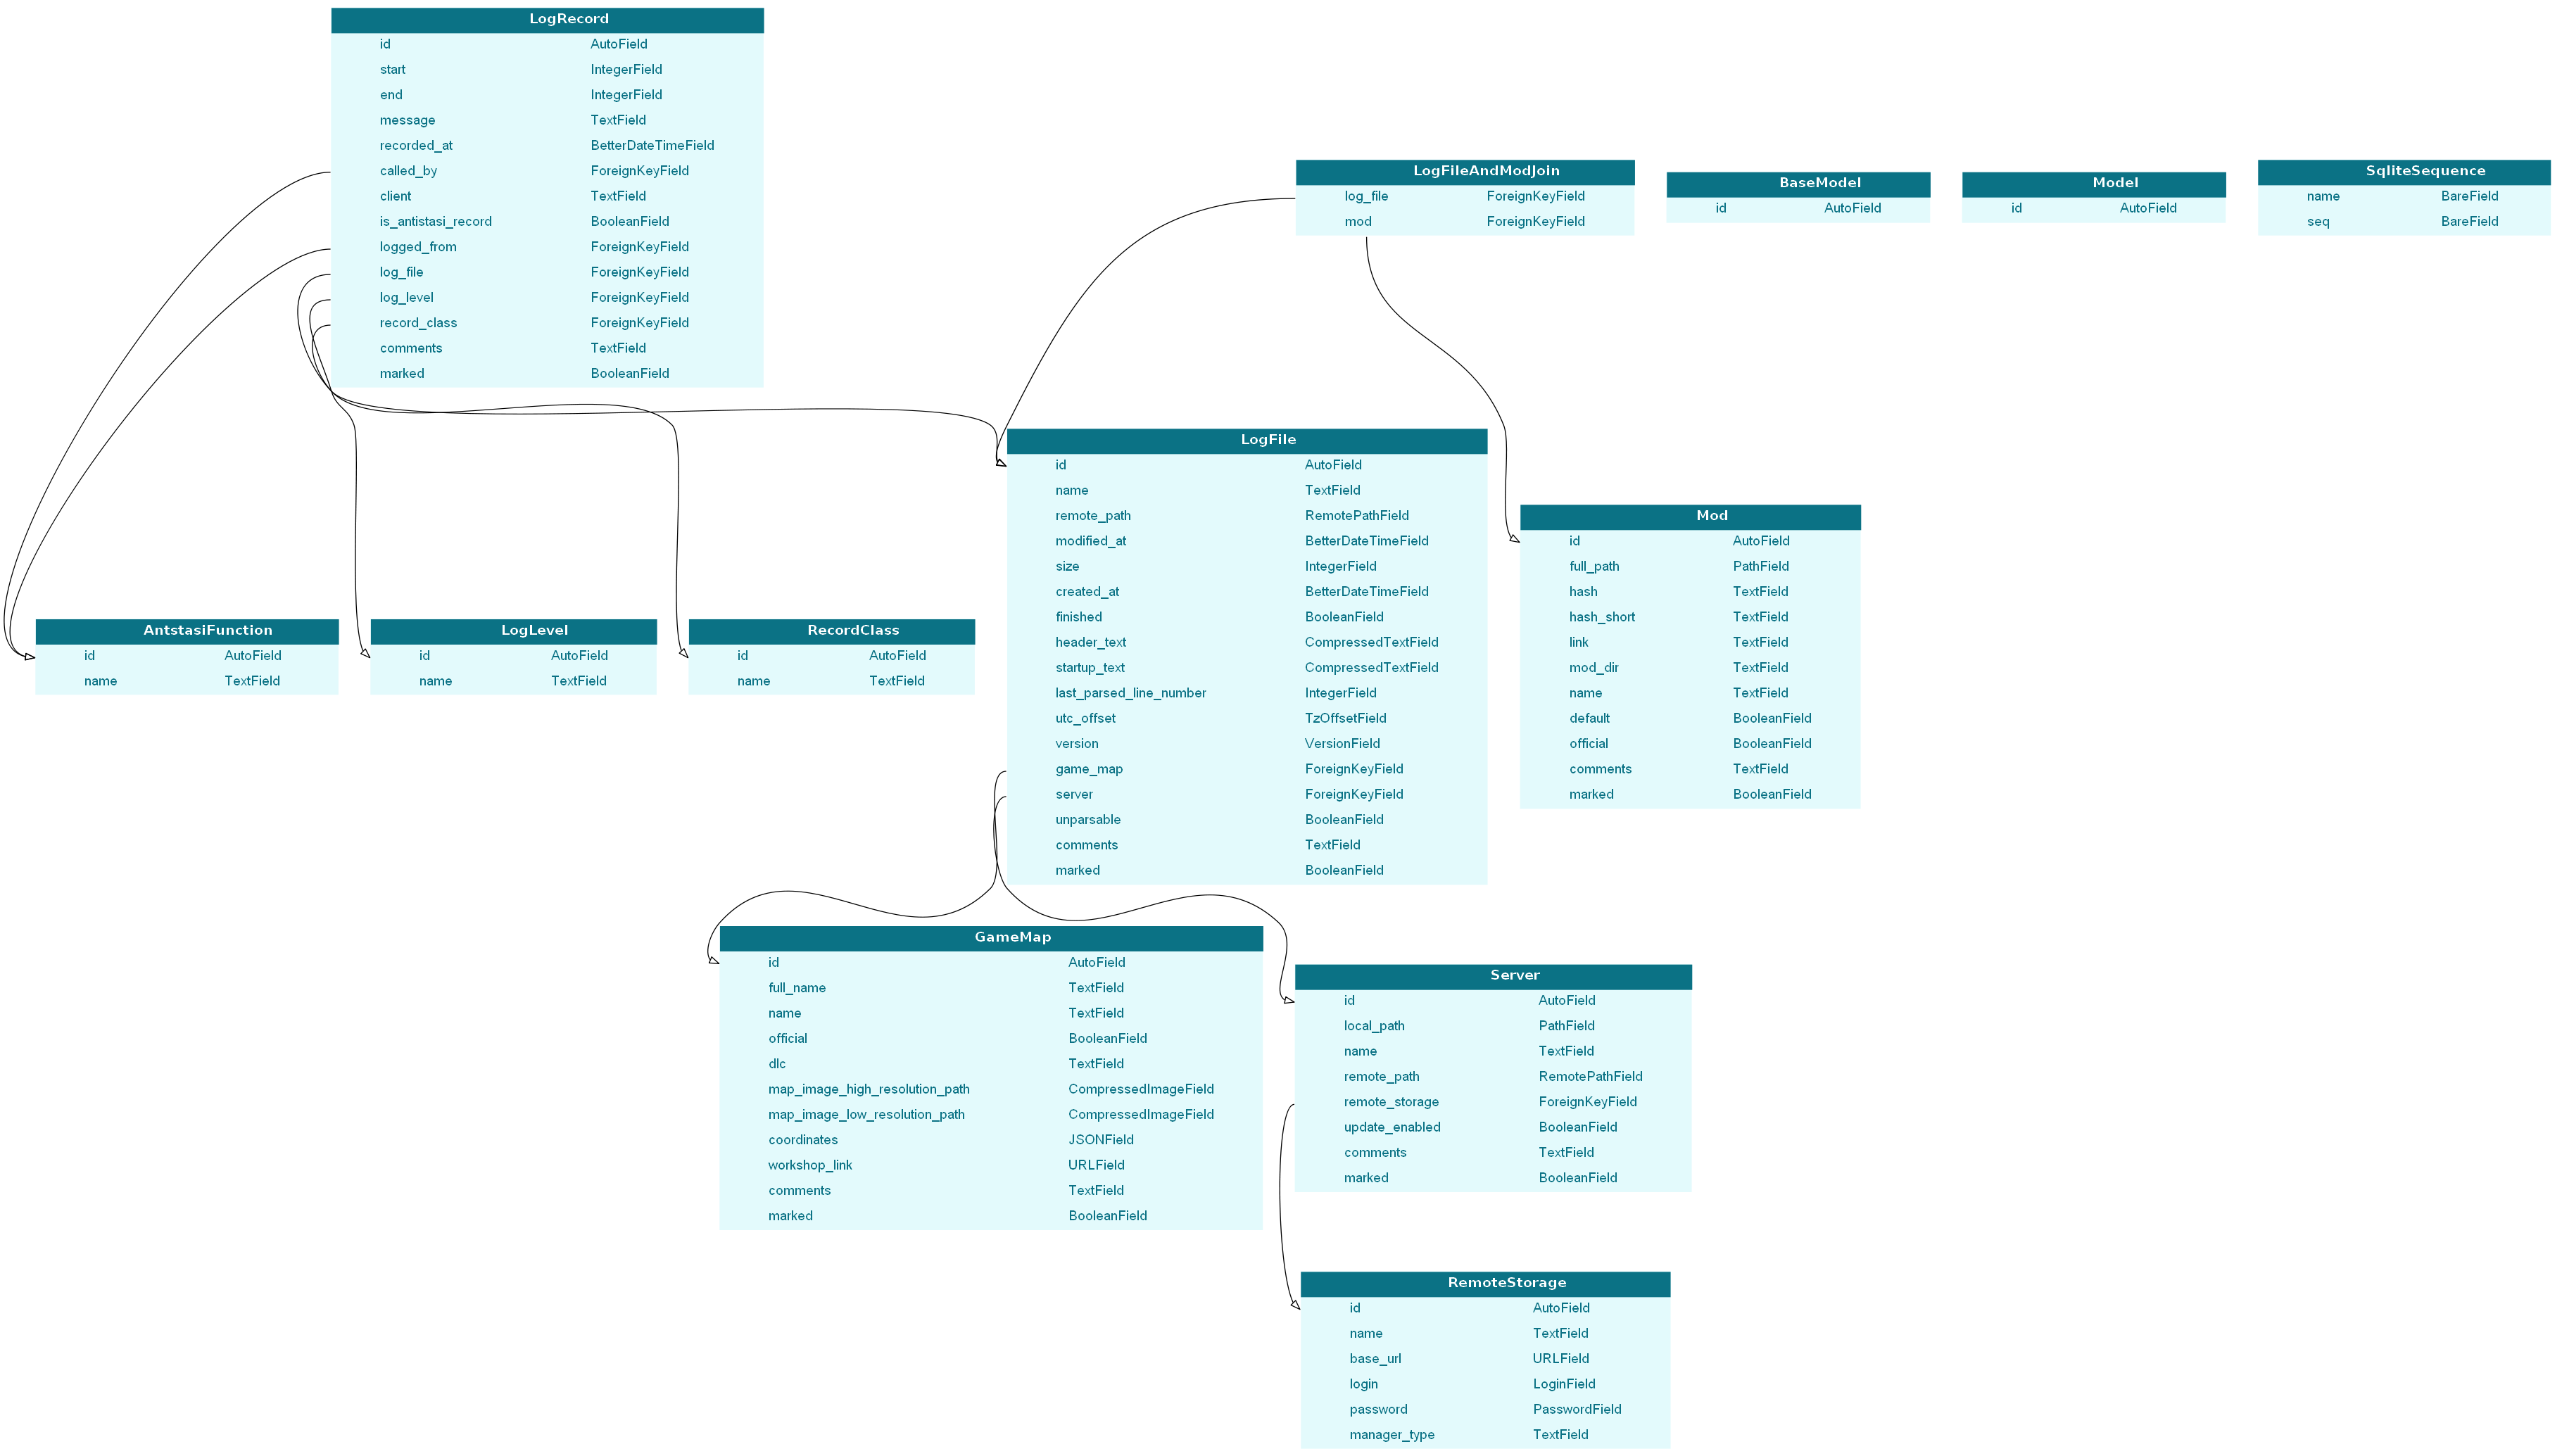 LogRecord
id AutoField
start IntegerField
end IntegerField
message TextField
recorded_at BetterDateTimeField
called_by ForeignKeyField
client TextField
is_antistasi_record BooleanField
logged_from ForeignKeyField
log_file ForeignKeyField
log_level ForeignKeyField
record_class ForeignKeyField
comments TextField
marked BooleanField
LogFileAndModJoin
log_file ForeignKeyField
mod ForeignKeyField
BaseModel
id AutoField
Model
id AutoField
SqliteSequence
name BareField
seq BareField
LogFile
id AutoField
name TextField
remote_path RemotePathField
modified_at BetterDateTimeField
size IntegerField
created_at BetterDateTimeField
finished BooleanField
header_text CompressedTextField
startup_text CompressedTextField
last_parsed_line_number IntegerField
utc_offset TzOffsetField
version VersionField
game_map ForeignKeyField
server ForeignKeyField
unparsable BooleanField
comments TextField
marked BooleanField
Mod
id AutoField
full_path PathField
hash TextField
hash_short TextField
link TextField
mod_dir TextField
name TextField
default BooleanField
official BooleanField
comments TextField
marked BooleanField
AntstasiFunction
id AutoField
name TextField
LogLevel
id AutoField
name TextField
RecordClass
id AutoField
name TextField
GameMap
id AutoField
full_name TextField
name TextField
official BooleanField
dlc TextField
map_image_high_resolution_path CompressedImageField
map_image_low_resolution_path CompressedImageField
coordinates JSONField
workshop_link URLField
comments TextField
marked BooleanField
Server
id AutoField
local_path PathField
name TextField
remote_path RemotePathField
remote_storage ForeignKeyField
update_enabled BooleanField
comments TextField
marked BooleanField
RemoteStorage
id AutoField
name TextField
base_url URLField
login LoginField
password PasswordField
manager_type TextField